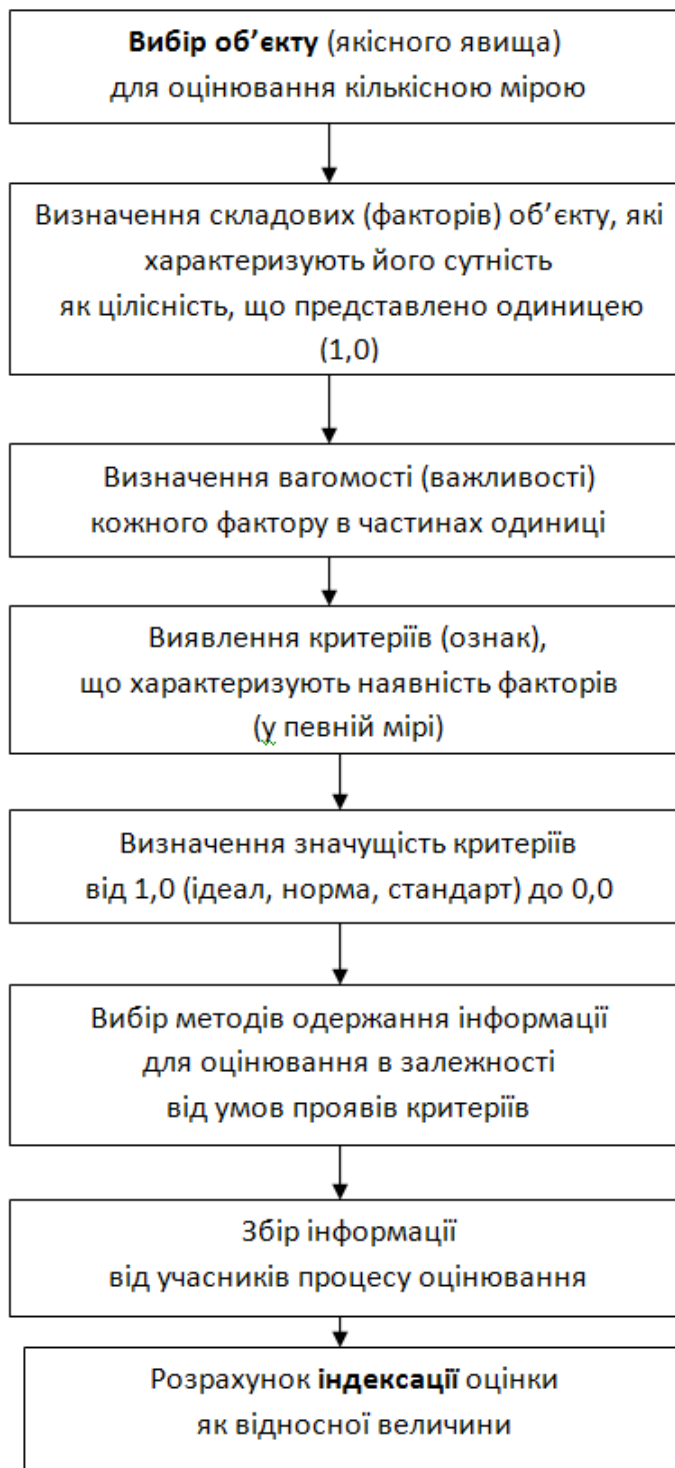 Вибір об’єкту (якісного явища)
для оцінювання кількісною мірою
Визначення складових (факторів) об’єкту, які
характеризують його сутність
як цілісність, що представлено одиницею
(1,0)
Визначення вагомості (важливості)
кожного фактору в частинах одиниці
Виявлення критеріїв (ознак),
що характеризують наявність факторів
(у певній мірі)
Визначення значущість критеріїв
від 1,0 (ідеал, норма, стандарт) до 0,0
Вибір методів одержання інформації
для оцінювання в залежності
від умов проявів критеріїв
Збір інформації
від учасників процесу оцінювання
Розрахунок індексації оцінки
як відносної величини